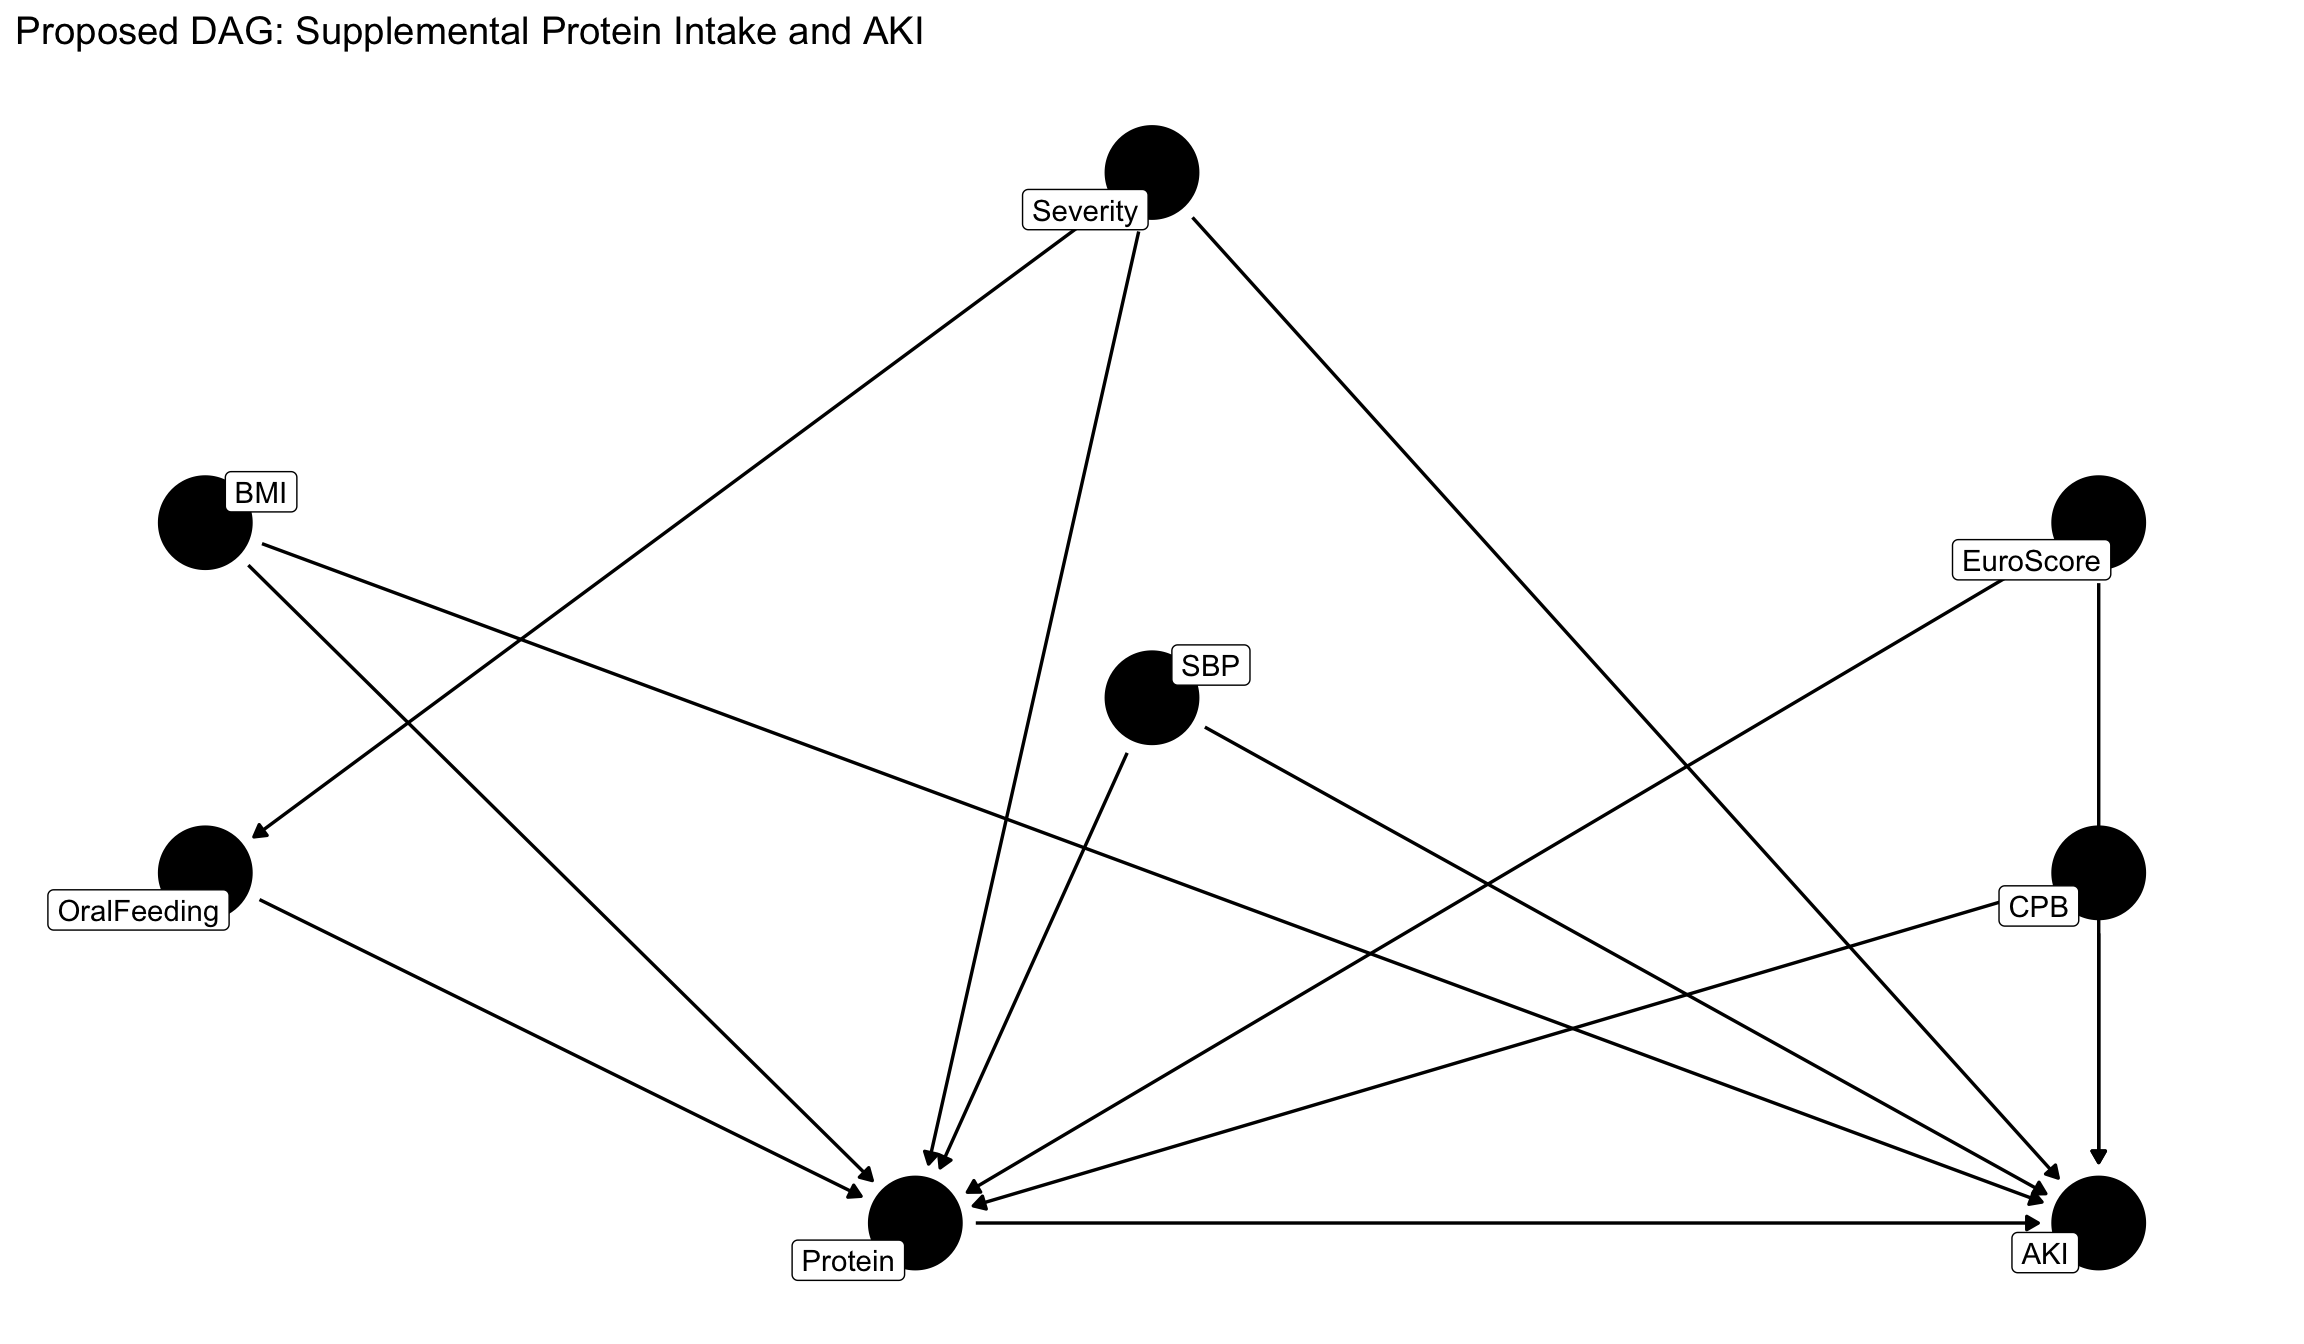 Proposed DAG: Supplemental Protein Intake and AKI
Severity
BMI
EuroScore
SBP
OralFeeding
CPB
Protein
AKI